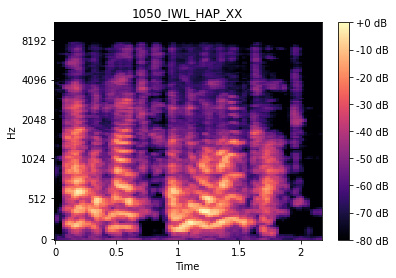 1050_IWL_HAP_XX
+0 dB
8192
-10 dB
4096
-20 dB
-30 dB
2048
Hz
-40 dB
1024
-50 dB
512
-60 dB
-70 dB
0
-80 dB
0 0.5 1 1.5 2
Time